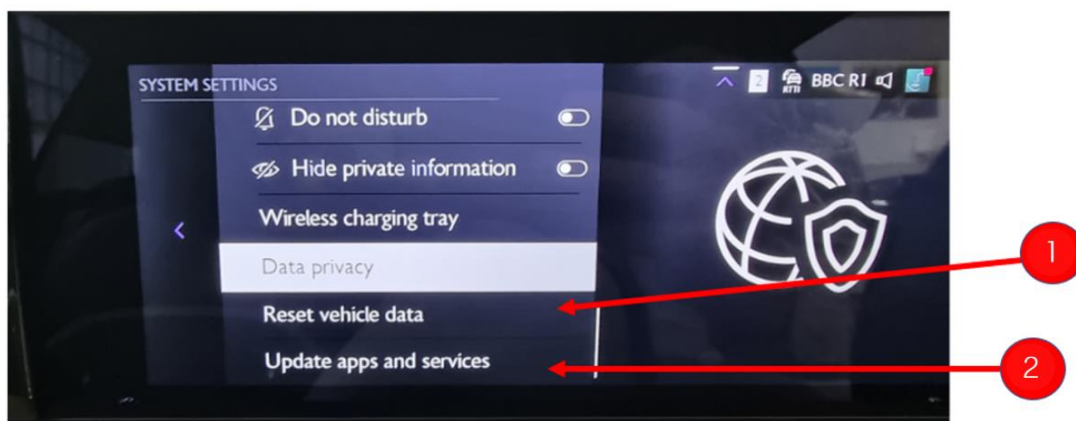 SYSTEM SETTINGS
2 RTTI BBC R1
Do not disturb
Hide private information
Wireless charging tray
Data privacy
Reset vehicle data
Update apps and services
1
2